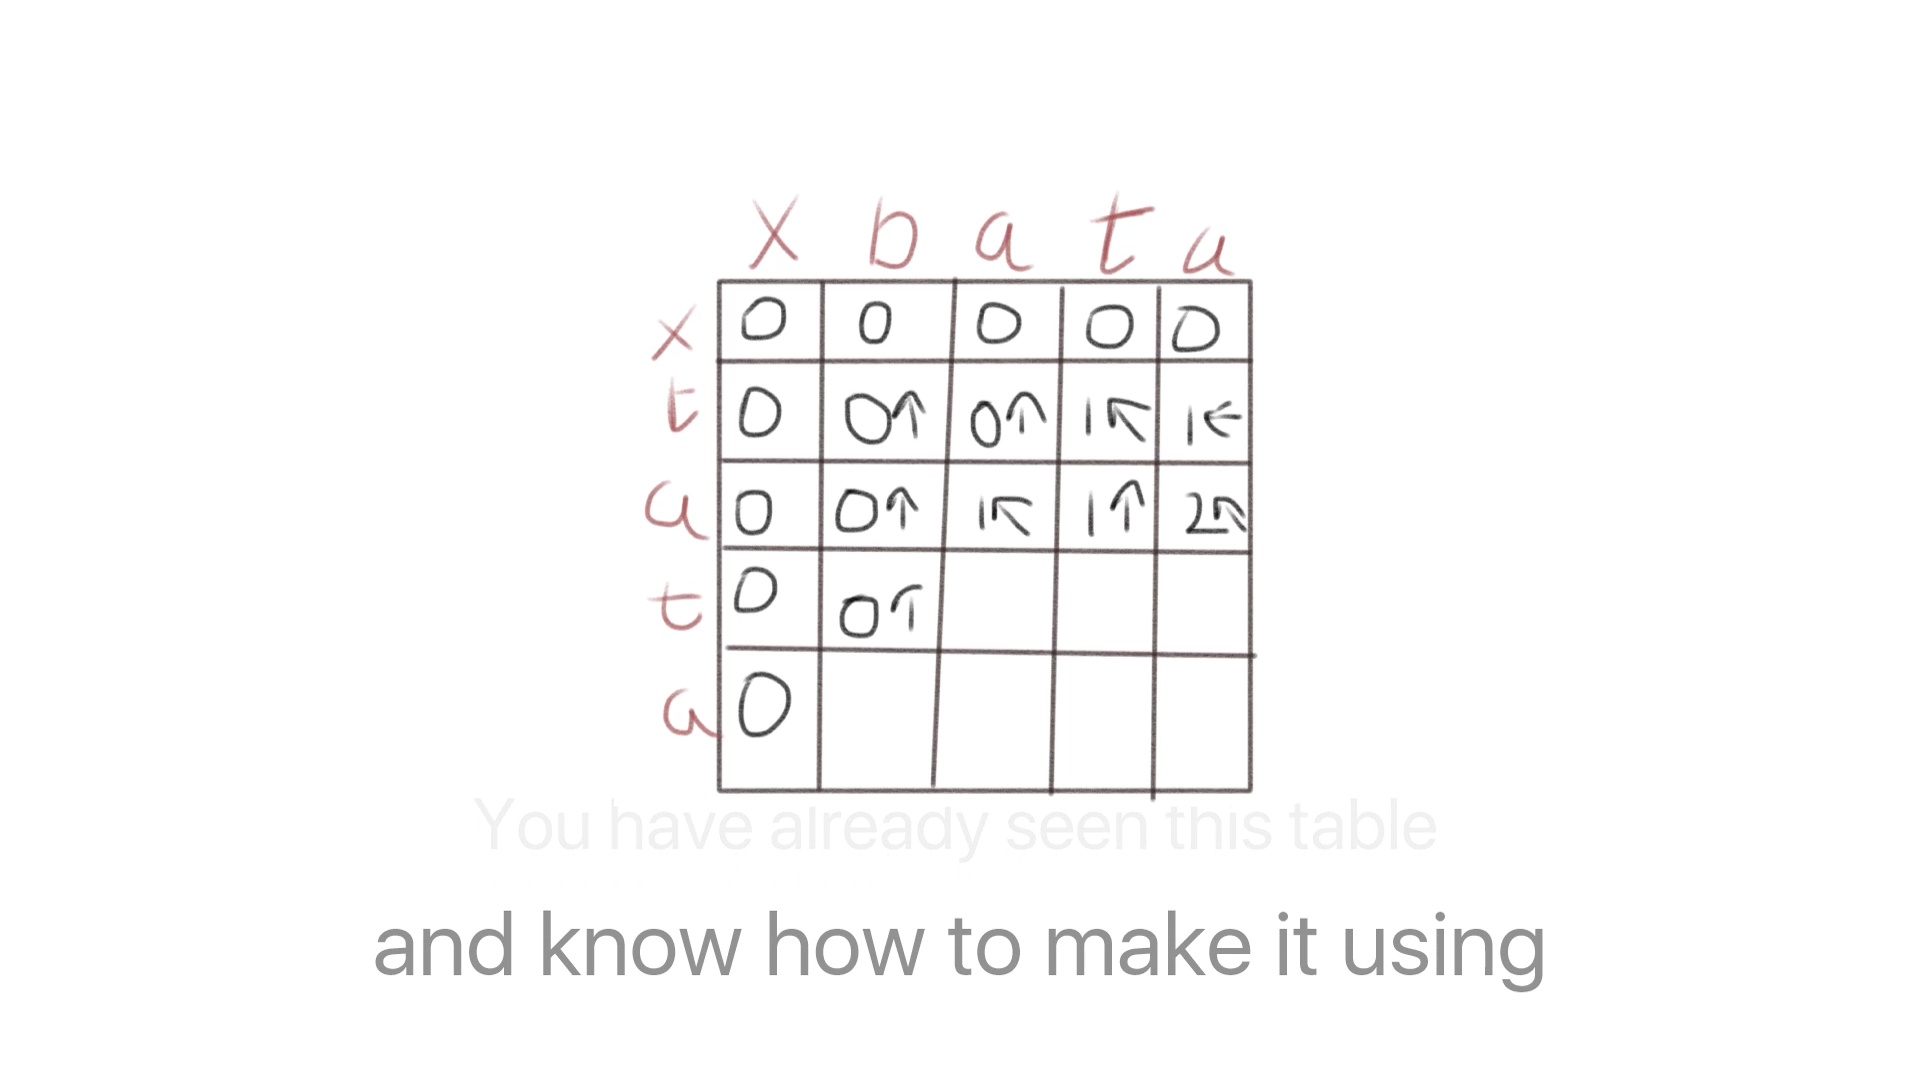 x b a t a
x 0 0 0 0 0
t 0 0↑ 0↑ 1↖ 1←
a 0 0↑ 1↖ 1↑ 2↖
t 0 0↑
a 0
You have already seen this table
and know how to make it using